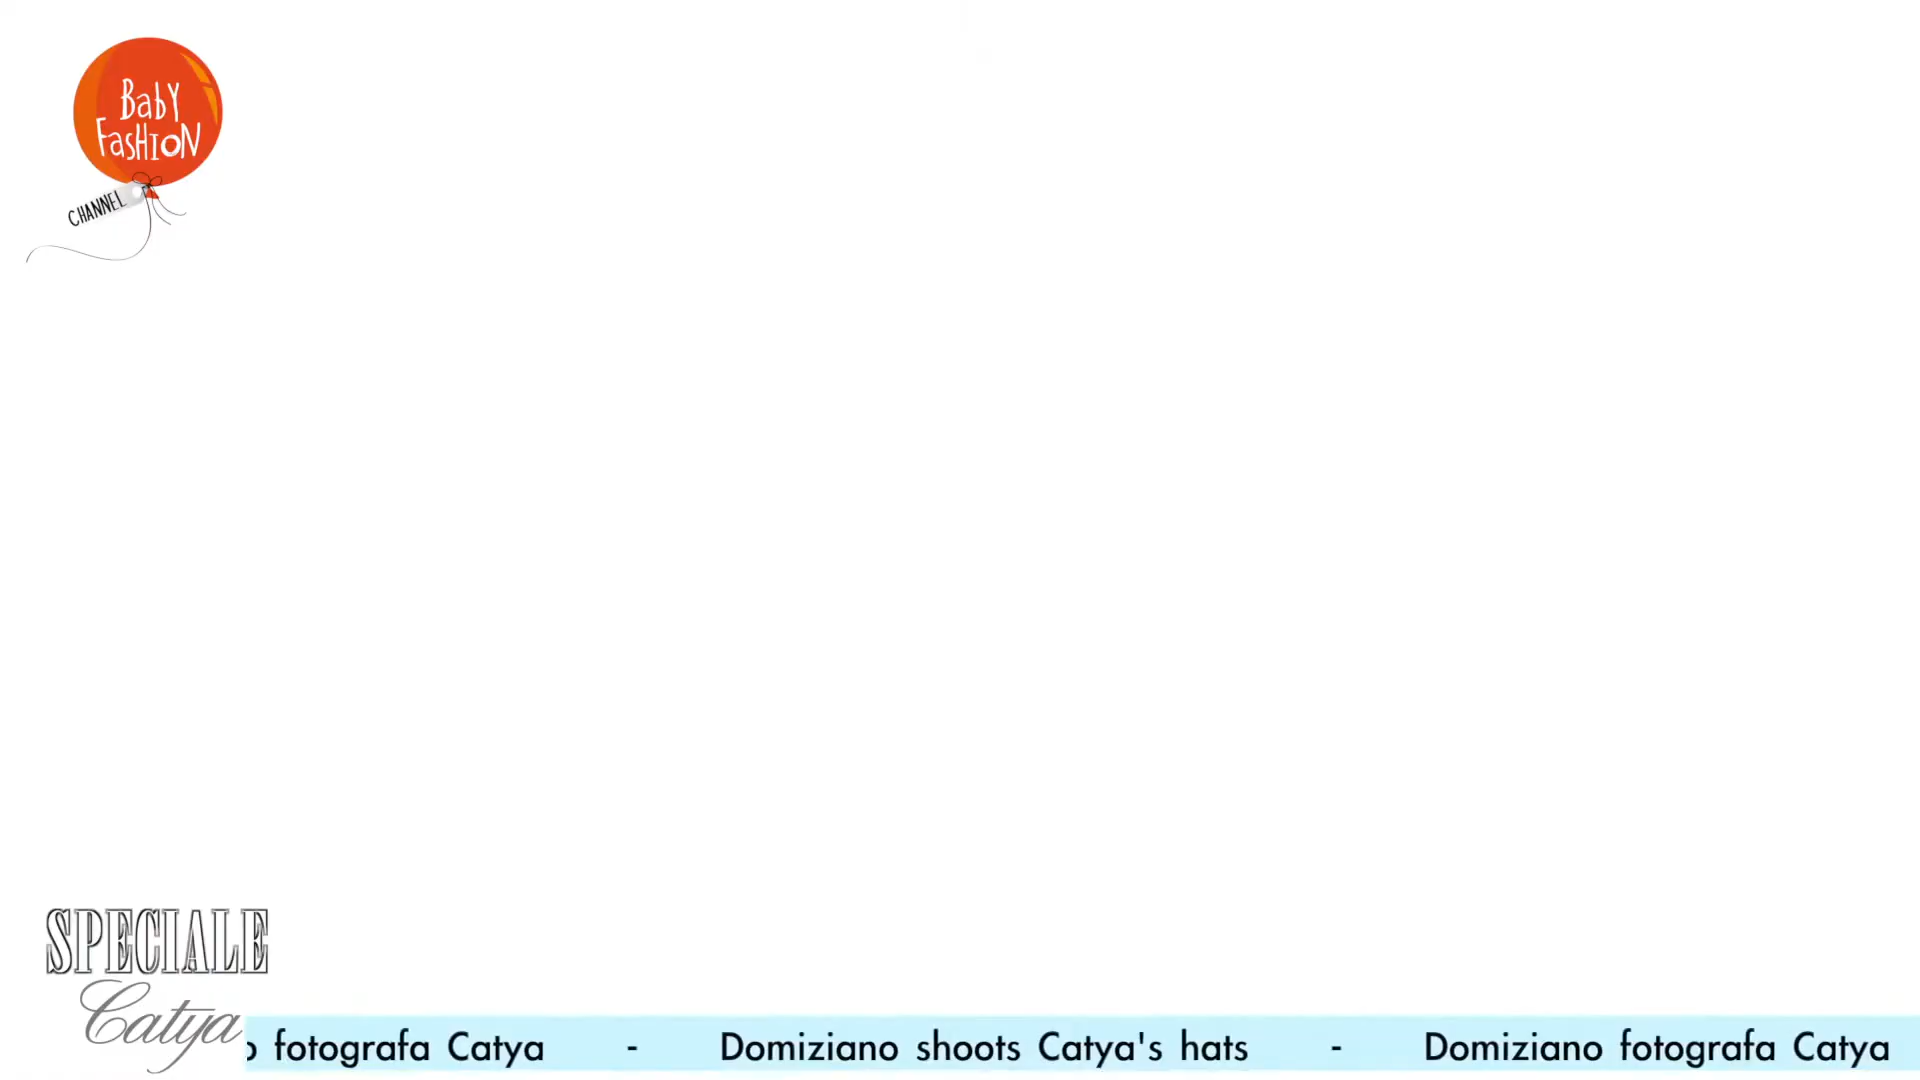 Baby
Fashion
CHANNEL
SPECIALE
Catya
fotografa Catya - Domiziano shoots Catya's hats - Domiziano fotografa Catya